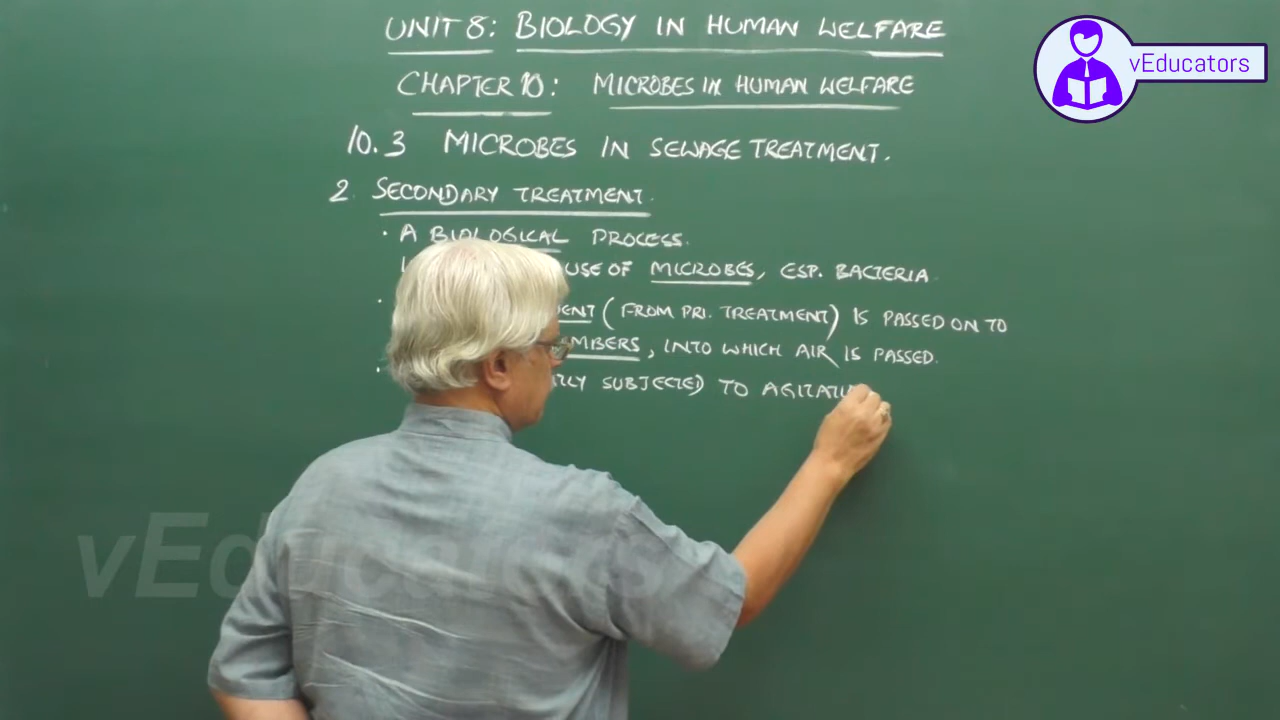 UNIT 8: BIOLOGY IN HUMAN WELFARE
vEducators
CHAPTER 10: MICROBES IN HUMAN WELFARE
10.3 MICROBES IN SEWAGE TREATMENT.
2. SECONDARY TREATMENT.
• A BIOLOGICAL PROCESS.
USE OF MICROBES, ESP. BACTERIA.
(FROM PRI. TREATMENT) IS PASSED ON TO
, INTO WHICH AIR IS PASSED.
SUBJECTED TO
vEducators